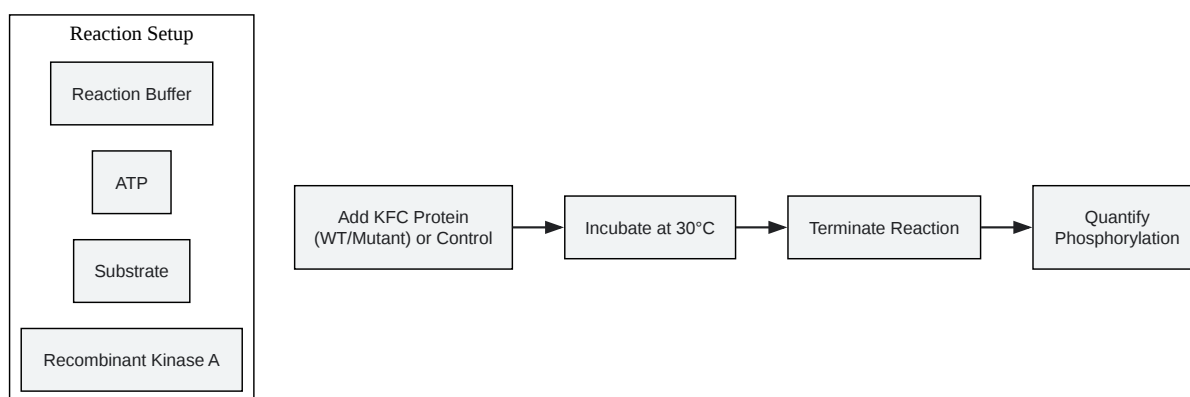 Reaction Setup
Reaction Buffer
ATP
Substrate
Recombinant Kinase A
Add KFC Protein
(WT/Mutant) or Control
Incubate at 30°C
Terminate Reaction
Quantify
Phosphorylation